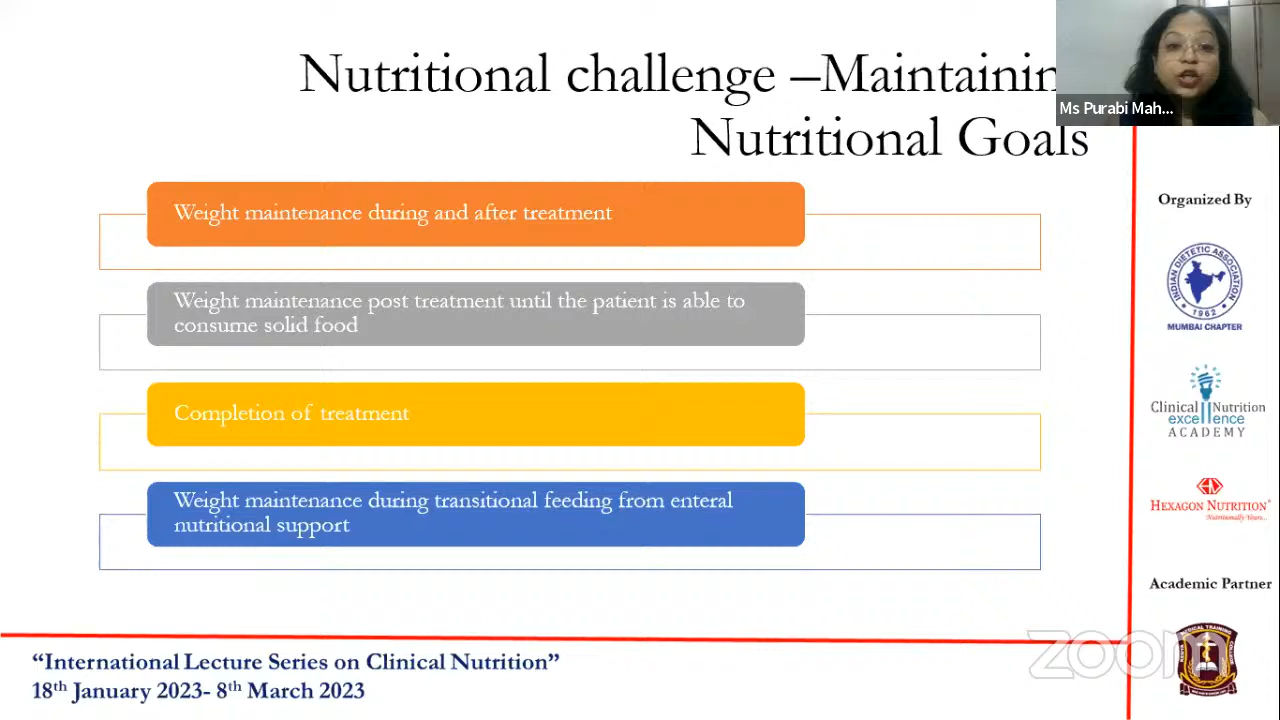 Nutritional challenge –Maintainin
Nutritional Goals
Ms Purabi Mah...
Weight maintenance during and after treatment
Weight maintenance post treatment until the patient is able to
consume solid food
Completion of treatment
Weight maintenance during transitional feeding from enteral
nutritional support
Organized By
INDIAN DIETETIC ASSOCIATION
1962
MUMBAI CHAPTER
Clinical Nutrition
excellence
ACADEMY
HEXAGON NUTRITION
Nutritionally Yours...
Academic Partner
zoom
MEDICAL TRAINING
“International Lecture Series on Clinical Nutrition”
18th January 2023- 8th March 2023